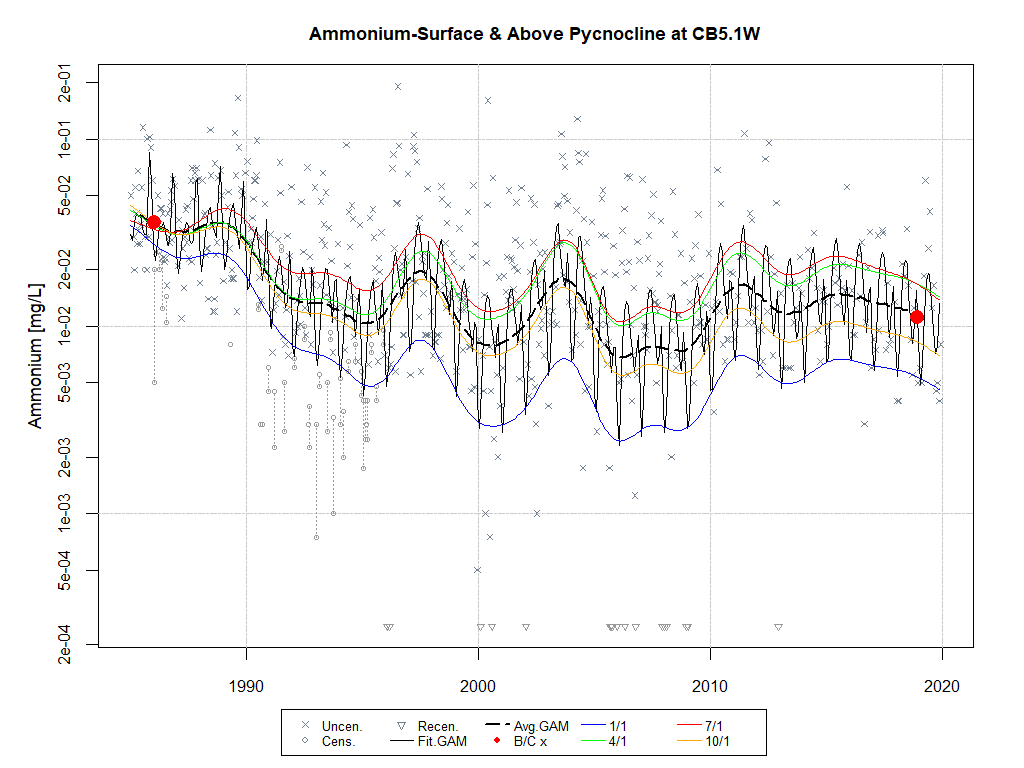 Ammonium-Surface & Above Pycnocline at CB5.1W
Ammonium [mg/L]
2e-01
1e-01
5e-02
2e-02
1e-02
5e-03
2e-03
1e-03
5e-04
2e-04
1990 2000 2010 2020
Uncen. Recen. Avg.GAM 1/1 7/1
Cens. Fit.GAM B/C x 4/1 10/1